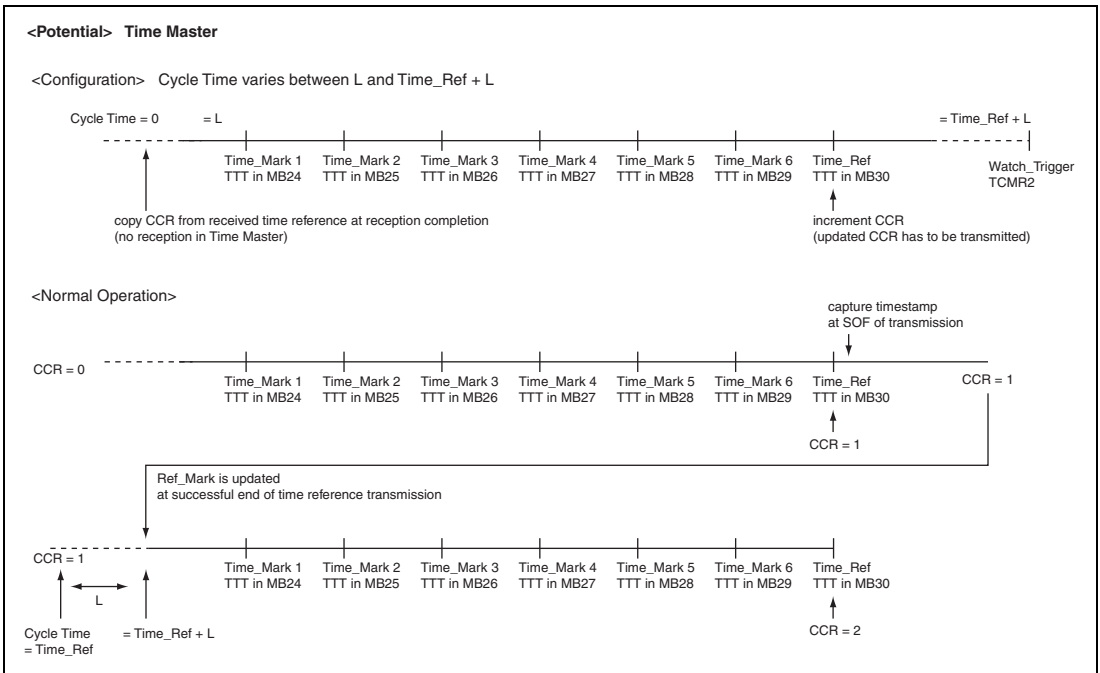 <Potential> Time Master
<Configuration> Cycle Time varies between L and Time_Ref + L
Cycle Time = 0
= L
= Time_Ref + L
Time_Mark 1
TTT in MB24
Time_Mark 2
TTT in MB25
Time_Mark 3
TTT in MB26
Time_Mark 4
TTT in MB27
Time_Mark 5
TTT in MB28
Time_Mark 6
TTT in MB29
Time_Ref
TTT in MB30
Watch_Trigger
TCMR2
copy CCR from received time reference at reception completion
(no reception in Time Master)
increment CCR
(updated CCR has to be transmitted)
<Normal Operation>
capture timestamp
at SOF of transmission
CCR = 0
Time_Mark 1
TTT in MB24
Time_Mark 2
TTT in MB25
Time_Mark 3
TTT in MB26
Time_Mark 4
TTT in MB27
Time_Mark 5
TTT in MB28
Time_Mark 6
TTT in MB29
Time_Ref
TTT in MB30
CCR = 1
CCR = 1
Ref_Mark is updated
at successful end of time reference transmission
CCR = 1
Time_Mark 1
TTT in MB24
Time_Mark 2
TTT in MB25
Time_Mark 3
TTT in MB26
Time_Mark 4
TTT in MB27
Time_Mark 5
TTT in MB28
Time_Mark 6
TTT in MB29
Time_Ref
TTT in MB30
L
Cycle Time
= Time_Ref
= Time_Ref + L
CCR = 2